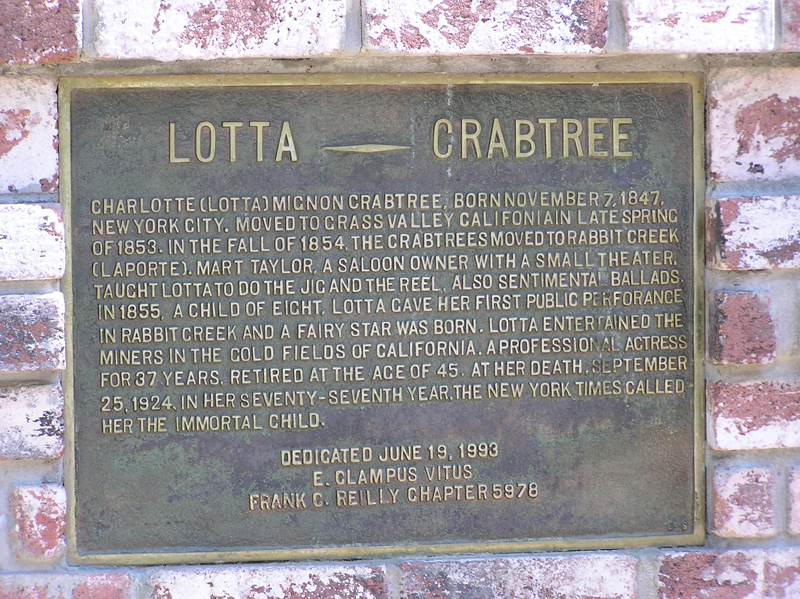 LOTTA — CRABTREE
CHARLOTTE (LOTTA) MIGNON CRABTREE, BORN NOVEMBER 7, 1847,
NEW YORK CITY. MOVED TO GRASS VALLEY CALIFONIA IN LATE SPRING
OF 1853. IN THE FALL OF 1854, THE CRABTREES MOVED TO RABBIT CREEK
(LAPORTE). MART TAYLOR, A SALOON OWNER WITH A SMALL THEATER,
TAUGHT LOTTA TO DO THE JIG AND THE REEL, ALSO SENTIMENTAL BALLADS.
IN 1855, A CHILD OF EIGHT, LOTTA GAVE HER FIRST PUBLIC PERFORANCE
IN RABBIT CREEK AND A FAIRY STAR WAS BORN. LOTTA ENTERTAINED THE
MINERS IN THE GOLD FIELDS OF CALIFORNIA. A PROFESSIONAL ACTRESS
FOR 37 YEARS, RETIRED AT THE AGE OF 45. AT HER DEATH, SEPTEMBER
25, 1924, IN HER SEVENTY-SEVENTH YEAR, THE NEW YORK TIMES CALLED
HER THE IMMORTAL CHILD.
DEDICATED JUNE 19, 1993
E. CLAMPUS VITUS
FRANK C. REILLY CHAPTER 5978